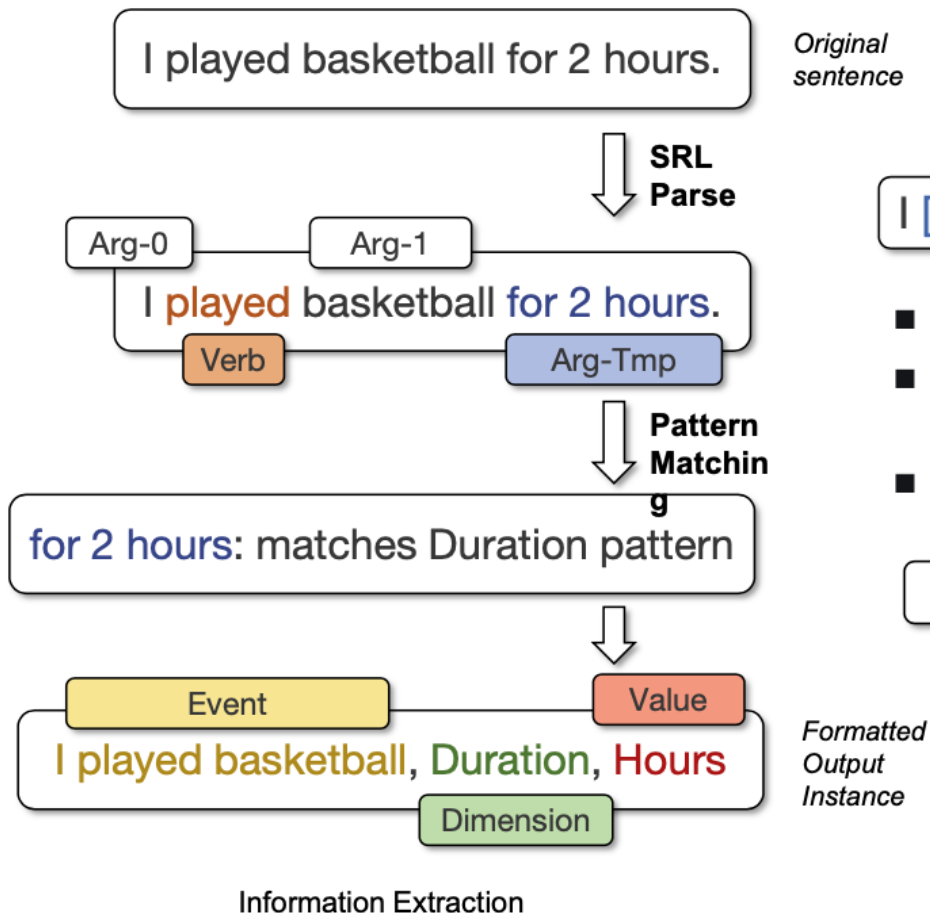 I played basketball for 2 hours.
Original
sentence
SRL
Parse
I
Arg-0
Arg-1
I played basketball for 2 hours.
Verb
Arg-Tmp
Pattern
Matchin
g
for 2 hours: matches Duration pattern
Event
Value
I played basketball, Duration, Hours
Dimension
Formatted
Output
Instance
Information Extraction